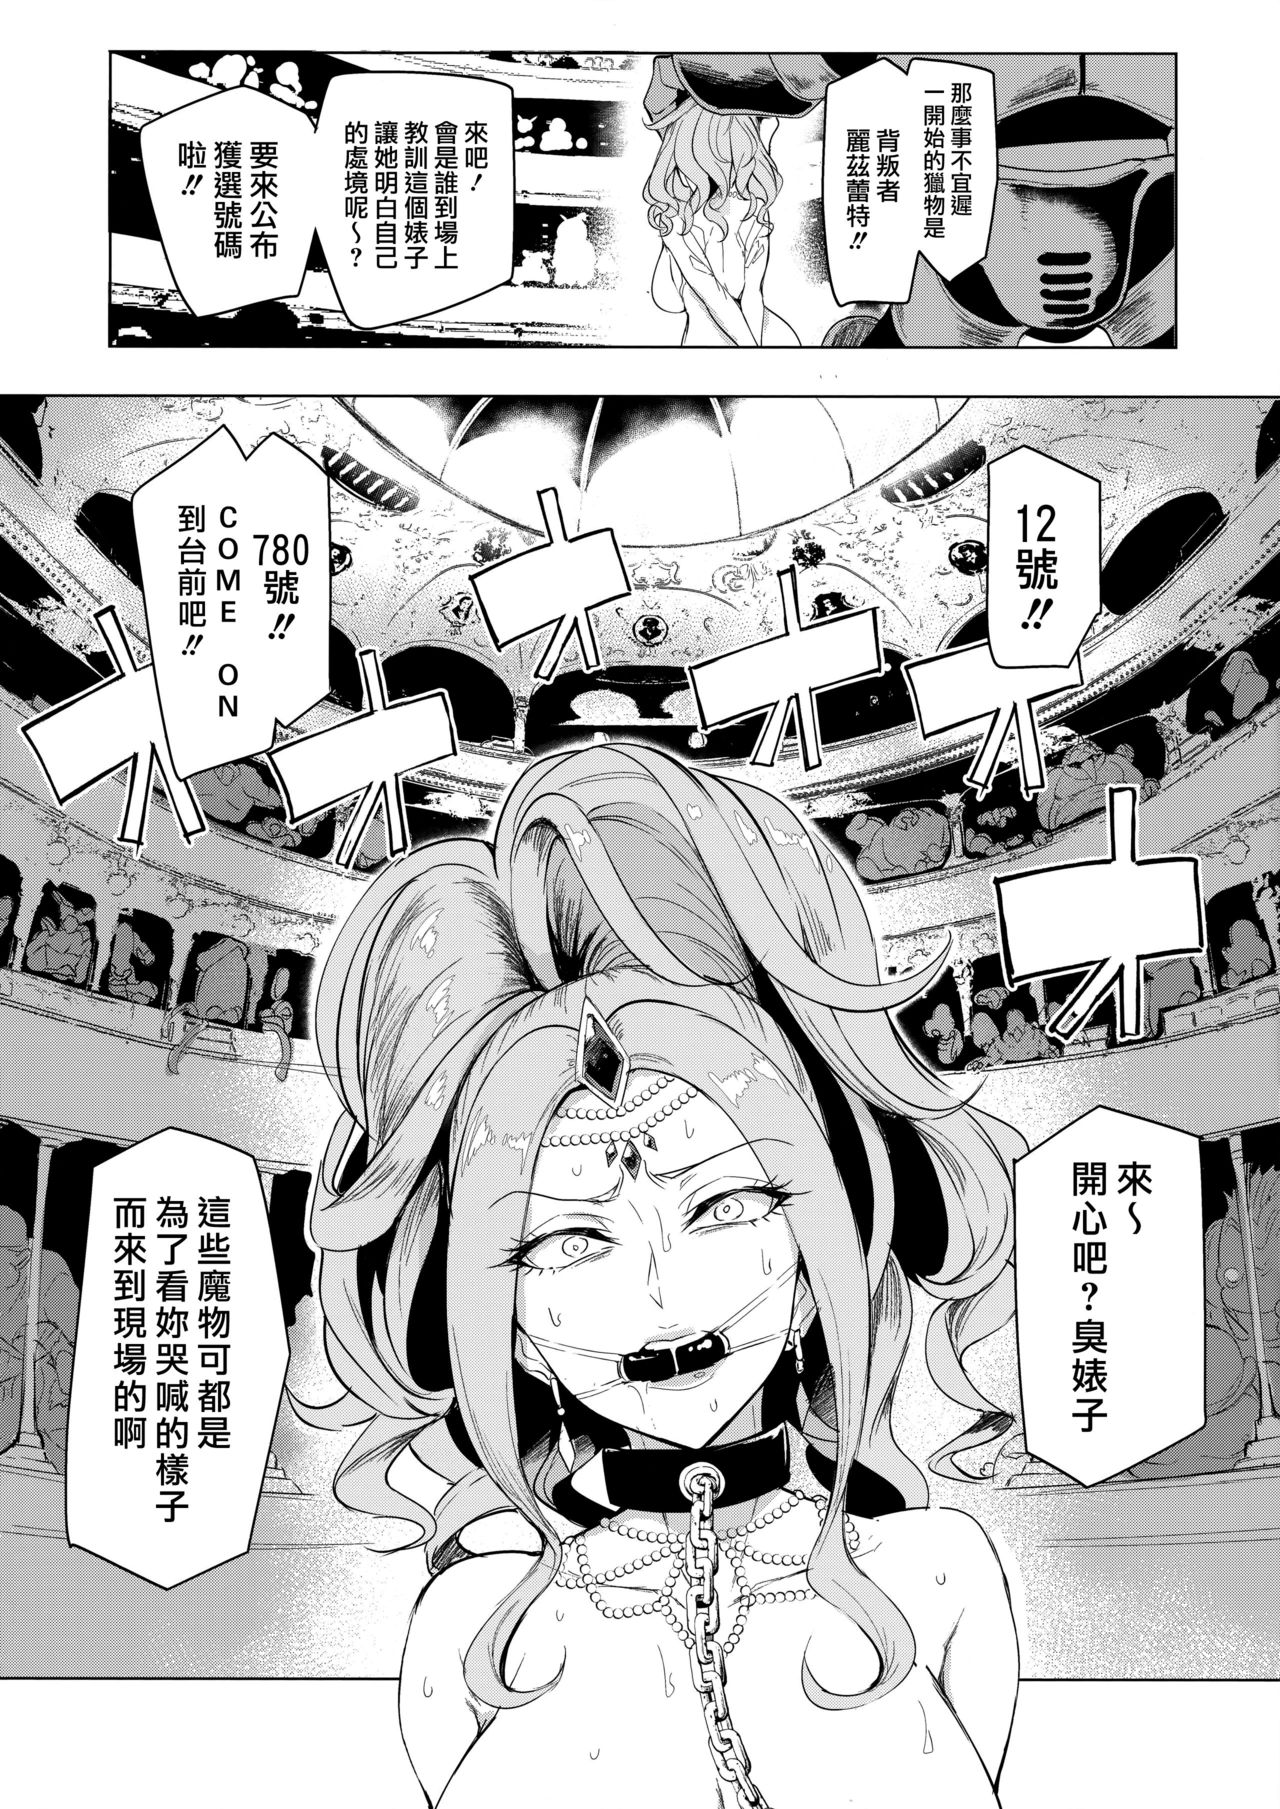 那麼事不宜遲
一開始的獵物是
背叛者
麗茲蕾特!!
來吧!
會是誰到場上
教訓這個婊子
讓她明白自己
的處境呢～?
要來公布
獲選號碼
啦!!
12號!!
780號!!
COME ON
到台前吧!!
來～
開心吧?臭婊子
這些魔物可都是
為了看妳哭喊的樣子
而來到現場的啊